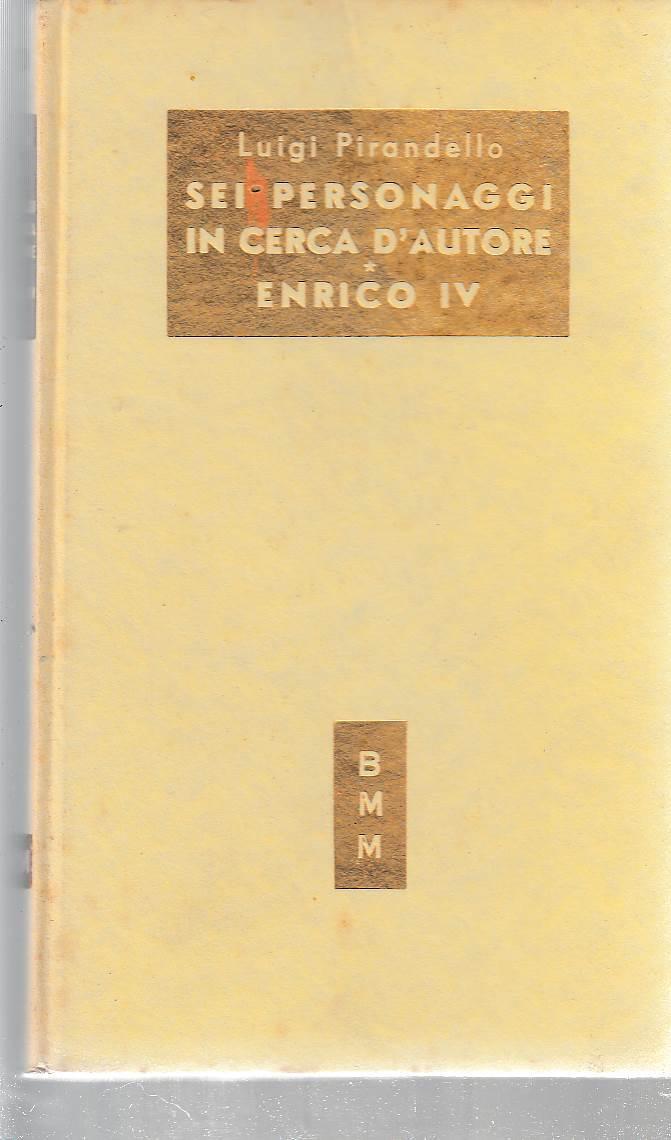 Luigi Pirandello
SEI PERSONAGGI
IN CERCA D'AUTORE
*
ENRICO IV
B
M
M